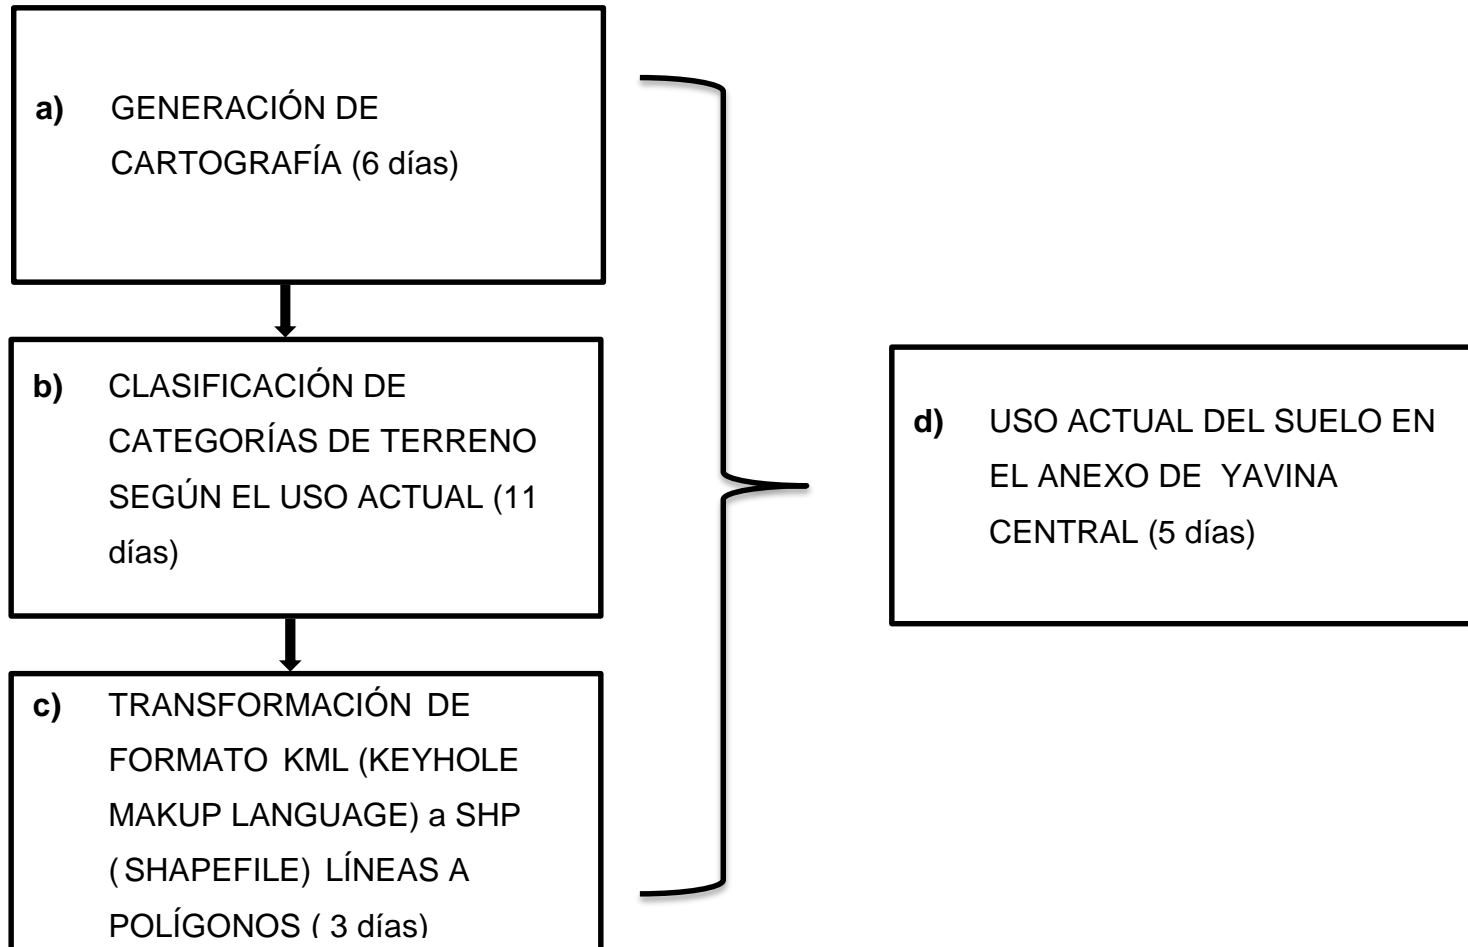 a) GENERACIÓN DE
CARTOGRAFÍA (6 días)
b) CLASIFICACIÓN DE
CATEGORÍAS DE TERRENO
SEGÚN EL USO ACTUAL (11
días)
c) TRANSFORMACIÓN DE
FORMATO KML (KEYHOLE
MAKUP LANGUAGE) a SHP
( SHAPEFILE) LÍNEAS A
POLÍGONOS ( 3 días)
d) USO ACTUAL DEL SUELO EN
EL ANEXO DE YAVINA
CENTRAL (5 días)